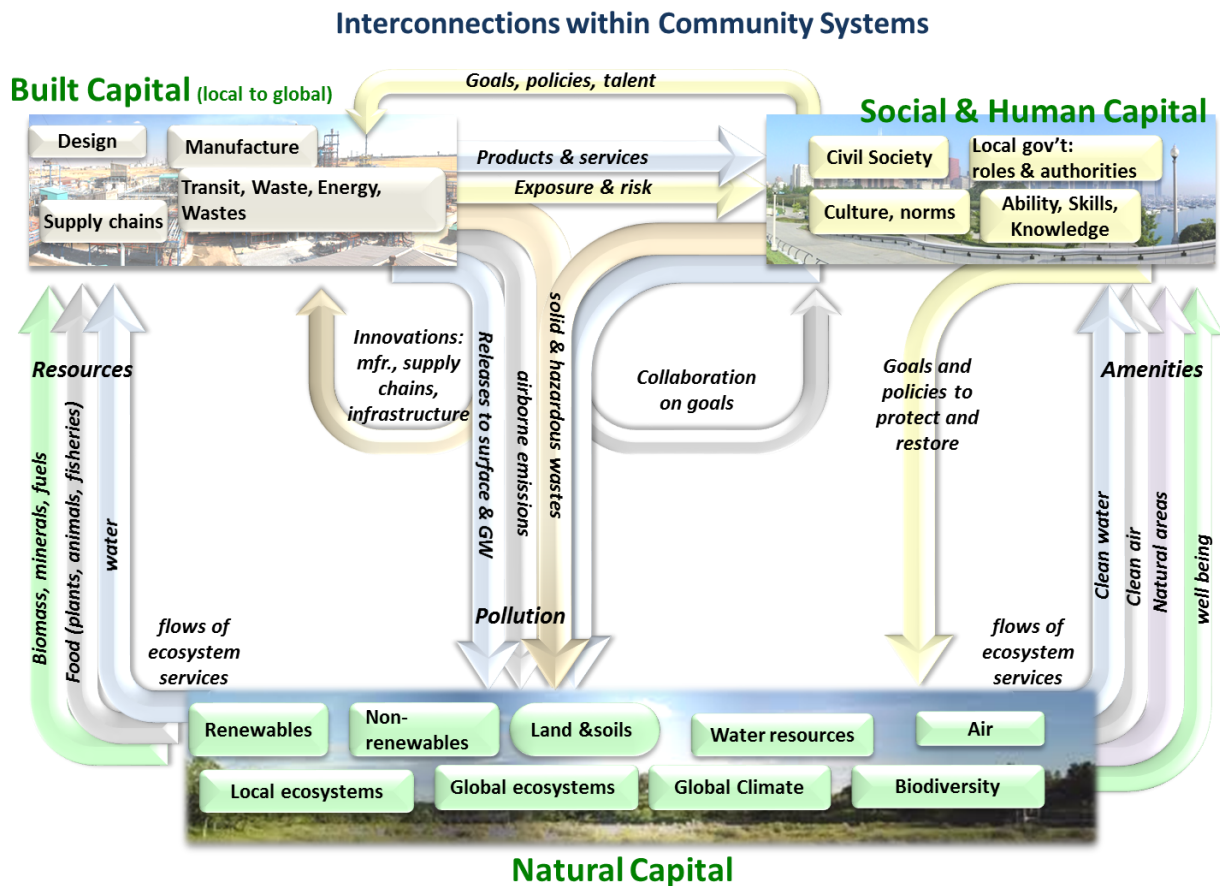 Interconnections within Community Systems
Goals, policies, talent
Built Capital (local to global)
Social & Human Capital
Design
Manufacture
Transit, Waste, Energy,
Wastes
Supply chains
Products & services
Exposure & risk
Civil Society
Local gov't:
roles & authorities
Culture, norms
Ability, Skills,
Knowledge
Resources
Biomass, minerals, fuels
Food (plants, animals, fisheries)
water
flows of
ecosystem
services
Innovations:
mfr., supply
chains,
infrastructure
Releases to surface & GW
airborne emissions
solid & hazardous wastes
Pollution
Collaboration
on goals
Goals and
policies to
protect and
restore
Amenities
Clean water
Clean air
Natural areas
well being
flows of
ecosystem
services
Renewables
Non-
renewables
Land &soils
Water resources
Air
Local ecosystems
Global ecosystems
Global Climate
Biodiversity
Natural Capital